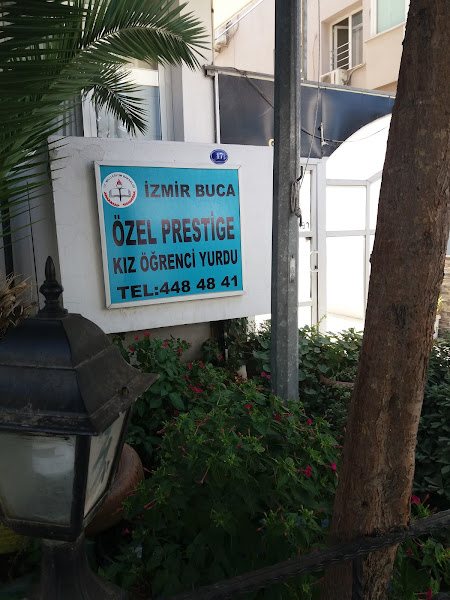 İZMİR BUCA
ÖZEL PRESTİGE
KIZ ÖĞRENCİ YURDU
TEL:448 48 41